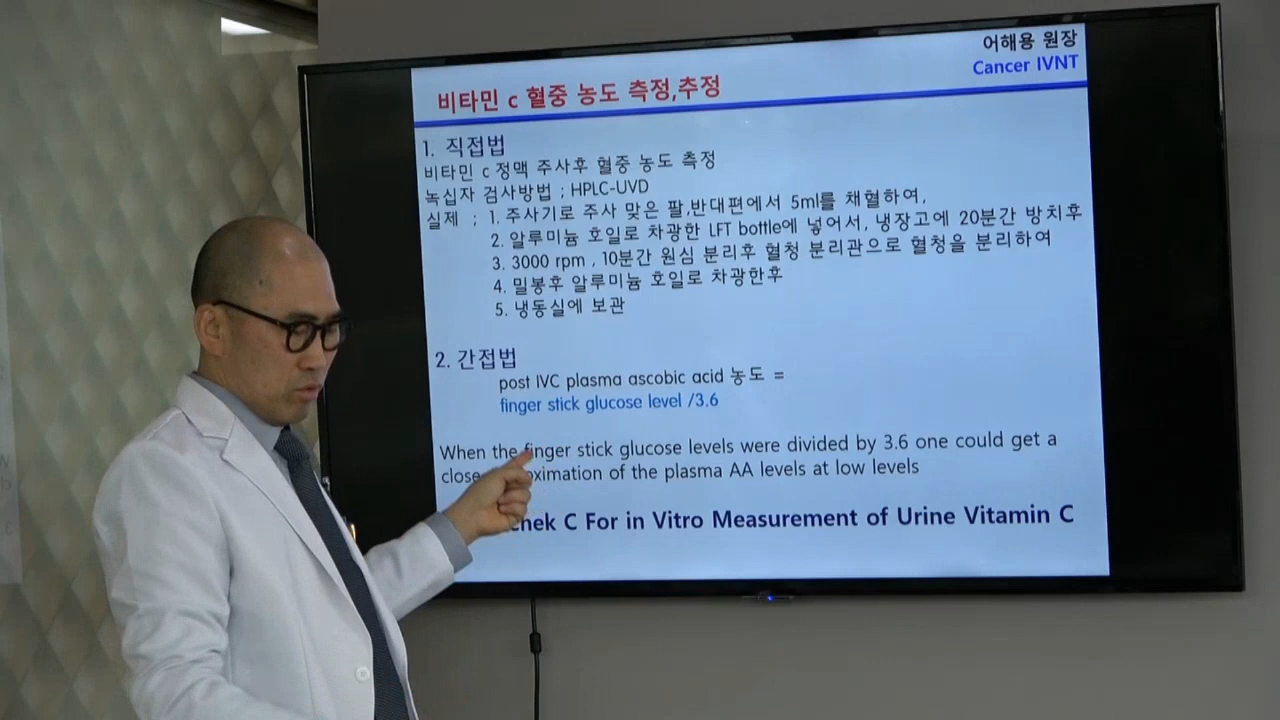 어해용 원장
Cancer IVNT
비타민 c 혈중 농도 측정,추정
1. 직접법
비타민 c 정맥 주사후 혈중 농도 측정
녹십자 검사방법 ; HPLC-UVD
실제 ; 1. 주사기로 주사 맞은 팔,반대편에서 5ml를 채혈하여,
2. 알루미늄 호일로 차광한 LFT bottle에 넣어서, 냉장고에 20분간 방치후
3. 3000 rpm , 10분간 원심 분리후 혈청 분리관으로 혈청을 분리하여
4. 밀봉후 알루미늄 호일로 차광한후
5. 냉동실에 보관
2. 간접법
post IVC plasma ascobic acid 농도 =
finger stick glucose level /3.6
When the finger stick glucose levels were divided by 3.6 one could get a
close oximation of the plasma AA levels at low levels
chek C For in Vitro Measurement of Urine Vitamin C